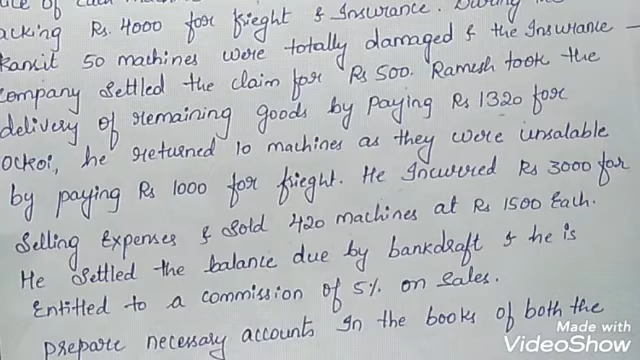 of each
acking Rs. 4000 for frieght & Insurance. During
ransit 50 machines were totally damaged & the Insurance
company settled the claim for Rs 500. Ramesh took the
delivery of remaining goods by paying Rs 1320 for
octroi, he returned 10 machines as they were unsalable
by paying Rs 1000 for frieght. He Incurred Rs 3000 for
Selling Expenses & Sold 420 machines at Rs 1500 Each.
He settled the balance due by bankdraft & he is
Entitled to a commission of 5% on Sales.
prepare necessary accounts In the books of both the
Made with
VideoShow